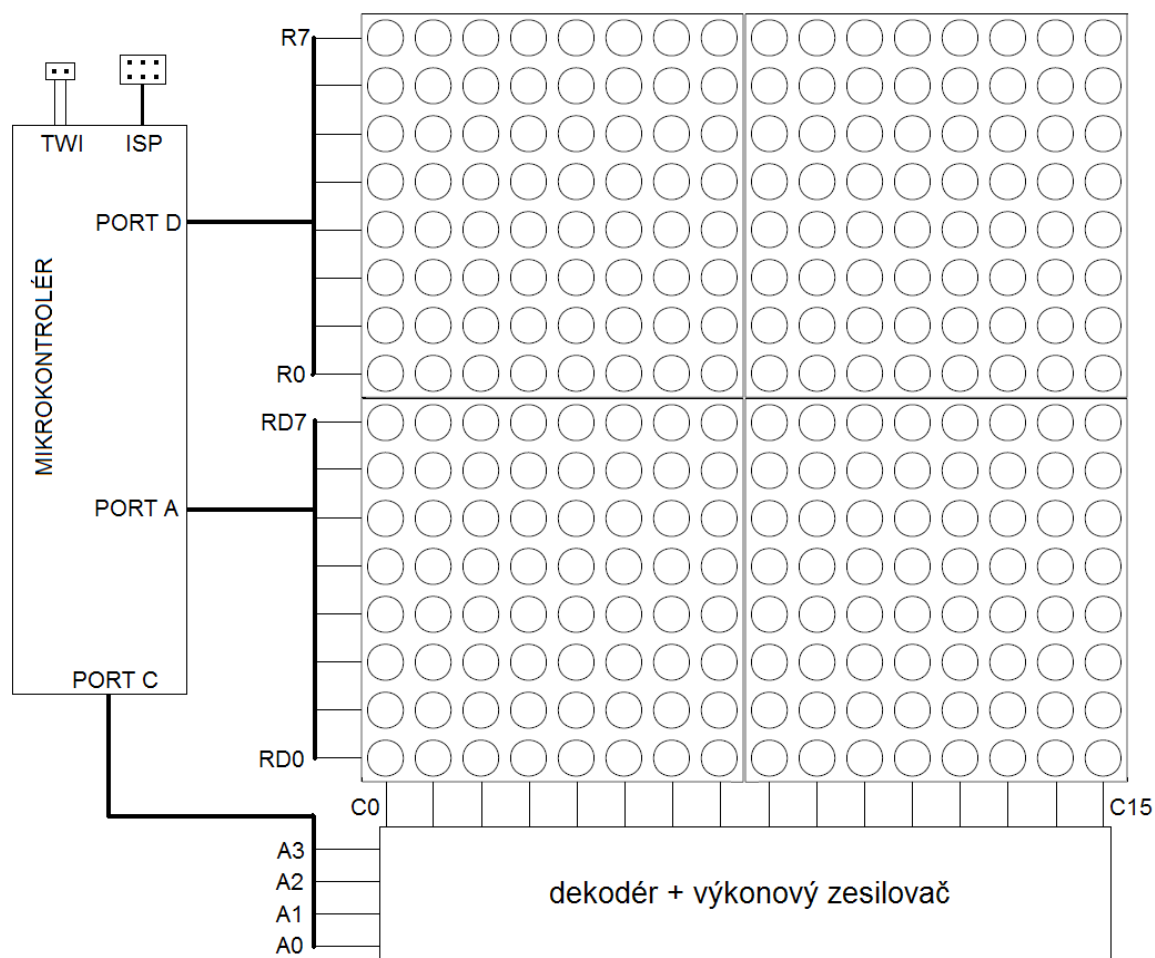 R7
TWI ISP
PORT D
MIKROKONTROLÉR
R0
RD7
PORT A
PORT C
RD0
C0 C15
A3
A2
A1
A0
dekodér + výkonový zesilovač